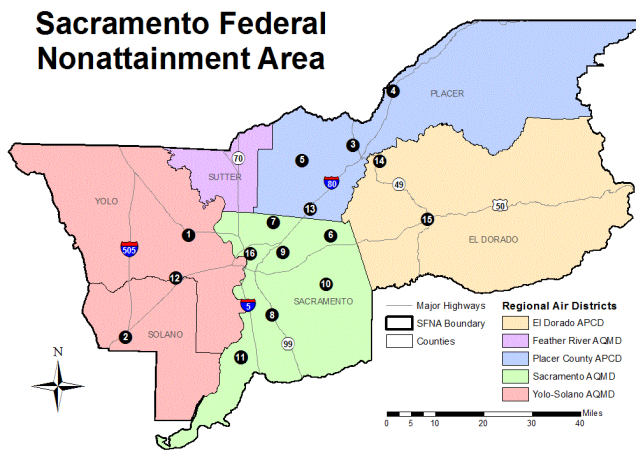 Sacramento Federal
Nonattainment Area
4
PLACER
3
70
5
14
80
SUTTER
49
YOLO
50
13
15
7
1
6
505
16
9
EL DORADO
12
10
5
SACRAMENTO
8
SOLANO
2
99
11
N
Major Highways
SFNA Boundary
Counties
Regional Air Districts
El Dorado APCD
Feather River AQMD
Placer County APCD
Sacramento AQMD
Yolo-Solano AQMD
Miles
0 5 10 20 30 40